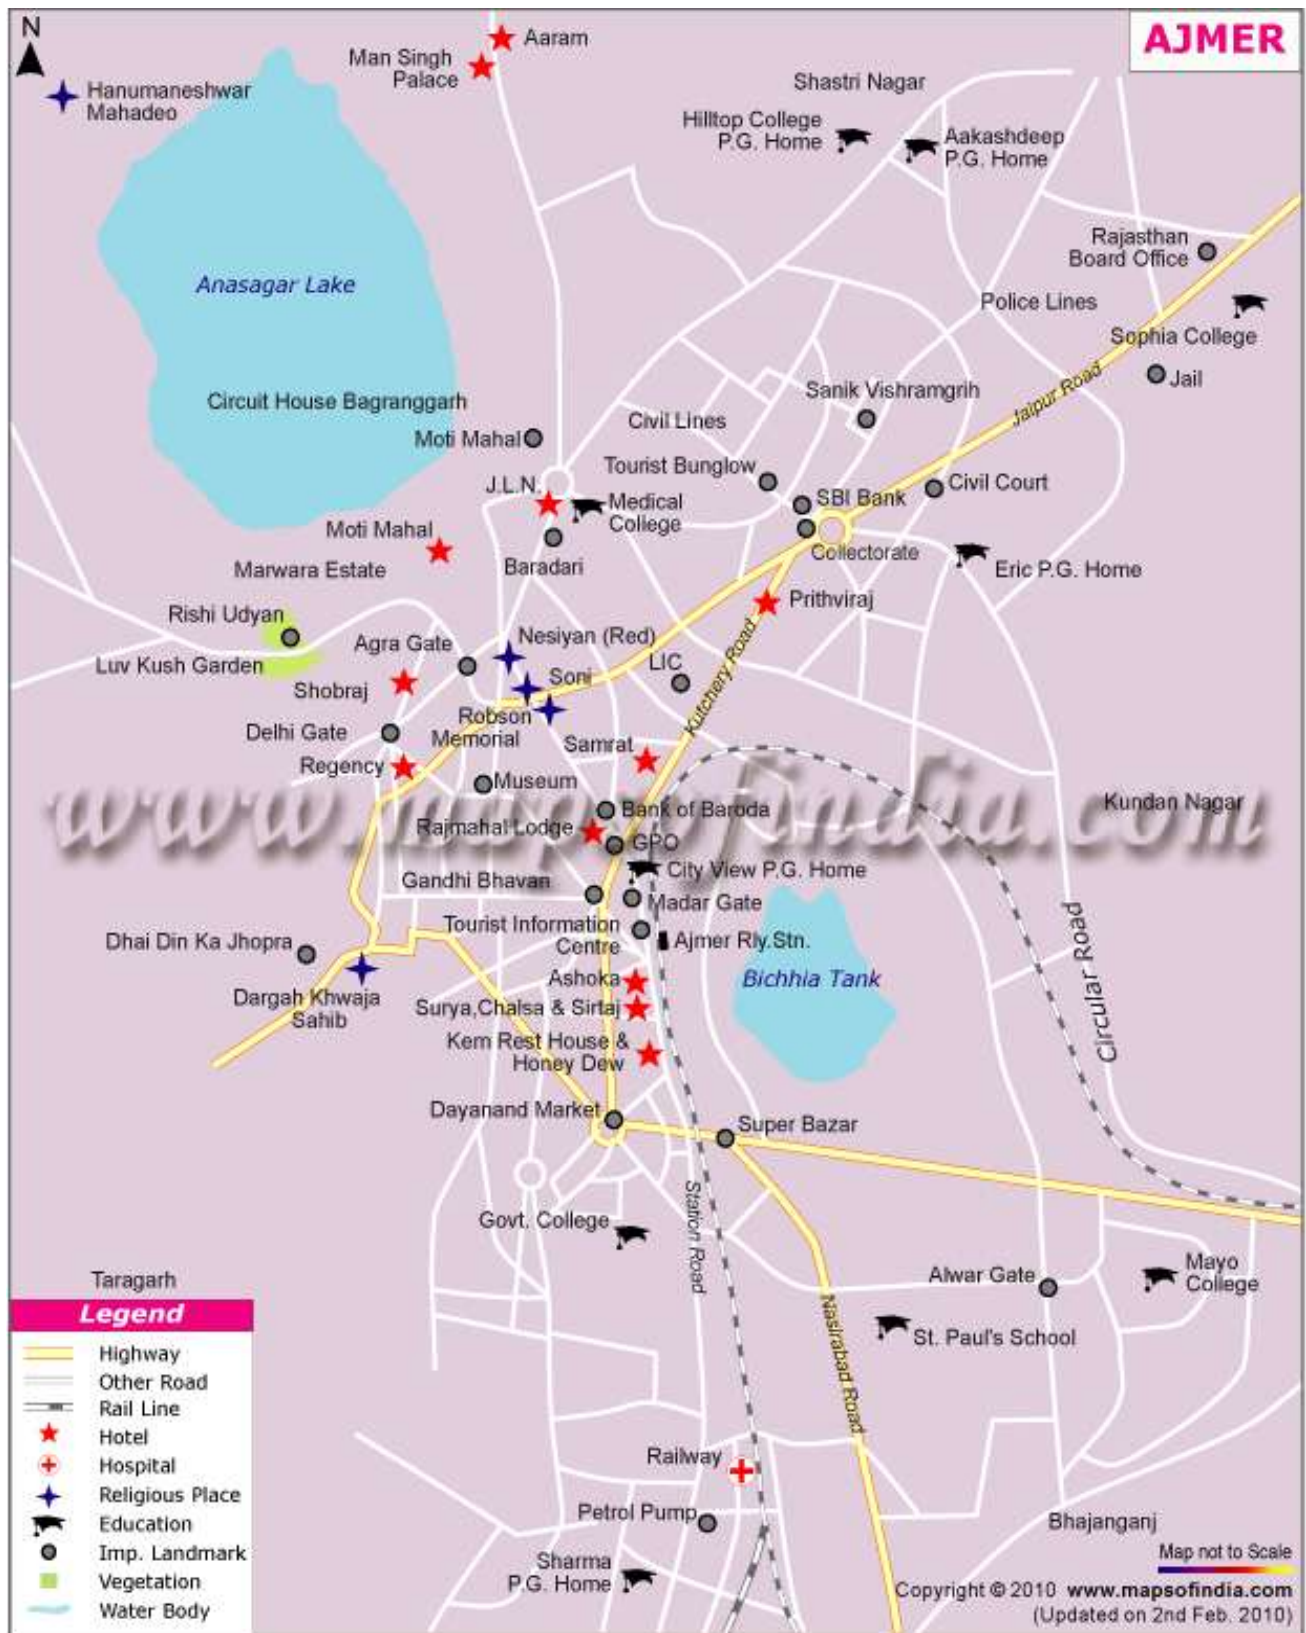 N
AJMER
Aaram
Man Singh
Palace
Shastri Nagar
Hanumaneshwar
Mahadeo
Hilltop College
P.G. Home
Aakashdeep
P.G. Home
Rajasthan
Board Office
Anasagar Lake
Police Lines
Sophia College
Jail
Jaipur Road
Sanik Vishramgrih
Circuit House Bagranggarh
Civil Lines
Moti Mahal
Tourist Bunglow
J.L.N.
SBI Bank
Civil Court
Medical
College
Moti Mahal
Collectorate
Marwara Estate
Baradari
Eric P.G. Home
Prithviraj
Rishi Udyan
Nesiyan (Red)
Agra Gate
Luv Kush Garden
LIC
Soni
Shobraj
Kutchery Road
Robson
Memorial
Delhi Gate
Samrat
Regency
Museum
www.mapsofindia.com
Bank of Baroda
Kundan Nagar
Rajmahal Lodge
GPO
City View P.G. Home
Gandhi Bhavan
Madar Gate
Tourist Information
Centre
Dhai Din Ka Jhopra
Ajmer Rly.Stn.
Circular Road
Ashoka
Bichhia Tank
Dargah Khwaja
Sahib
Surya,Chalsa & Sirtaj
Kem Rest House &
Honey Dew
Dayanand Market
Super Bazar
Station Road
Govt. College
Mayo
College
Alwar Gate
Taragarh
St. Paul's School
Nasirabad Road
Legend
Highway
Other Road
Rail Line
Hotel
Hospital
Religious Place
Education
Imp. Landmark
Vegetation
Water Body
Railway
Petrol Pump
Bhajanganj
Sharma
P.G. Home
Map not to Scale
Copyright © 2010 www.mapsofindia.com
(Updated on 2nd Feb. 2010)